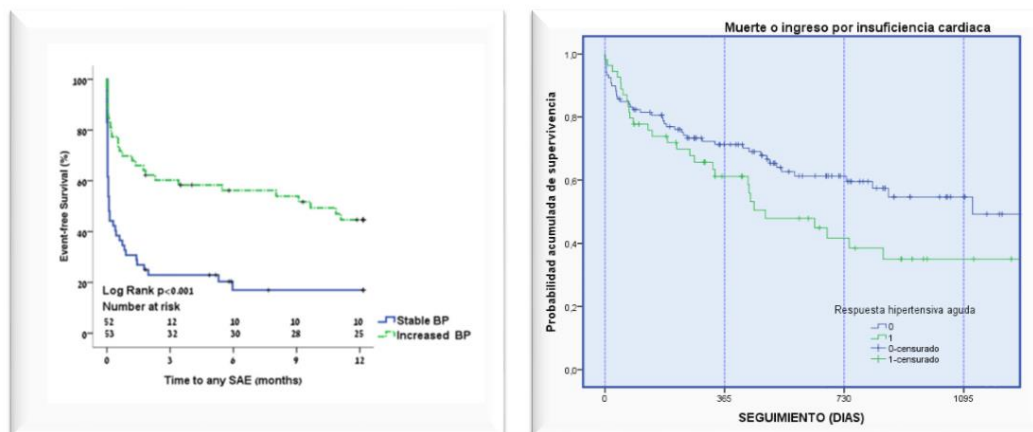 100
80
60
40
20
0
Event-free Survival (%)
Log Rank p<0.001
Number at risk
52 12 10 10 10
53 32 30 28 25
Stable BP
Increased BP
0 3 6 9 12
Time to any SAE (months)
Muerte o ingreso por insuficiencia cardiaca
1,0
0,8
0,6
0,4
0,2
0,0
Probabilidad acumulada de supervivencia
Respuesta hipertensiva aguda
0
1
0-censurado
1-censurado
0 365 730 1095
SEGUIMIENTO (DIAS)